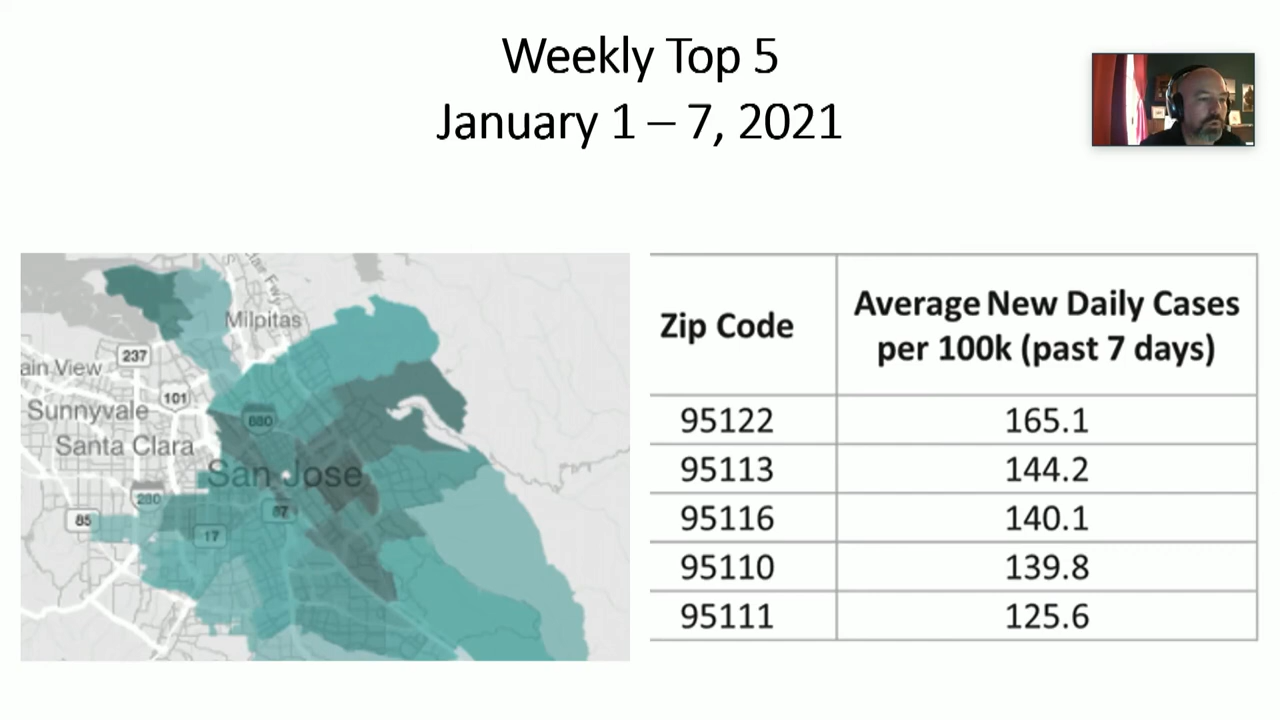 Weekly Top 5
January 1 – 7, 2021
Milpitas
237
ain View
101
Sunnyvale
880
Santa Clara
San Jose
280
87
85
17
Zip Code
Average New Daily Cases
per 100k (past 7 days)
95122 165.1
95113 144.2
95116 140.1
95110 139.8
95111 125.6